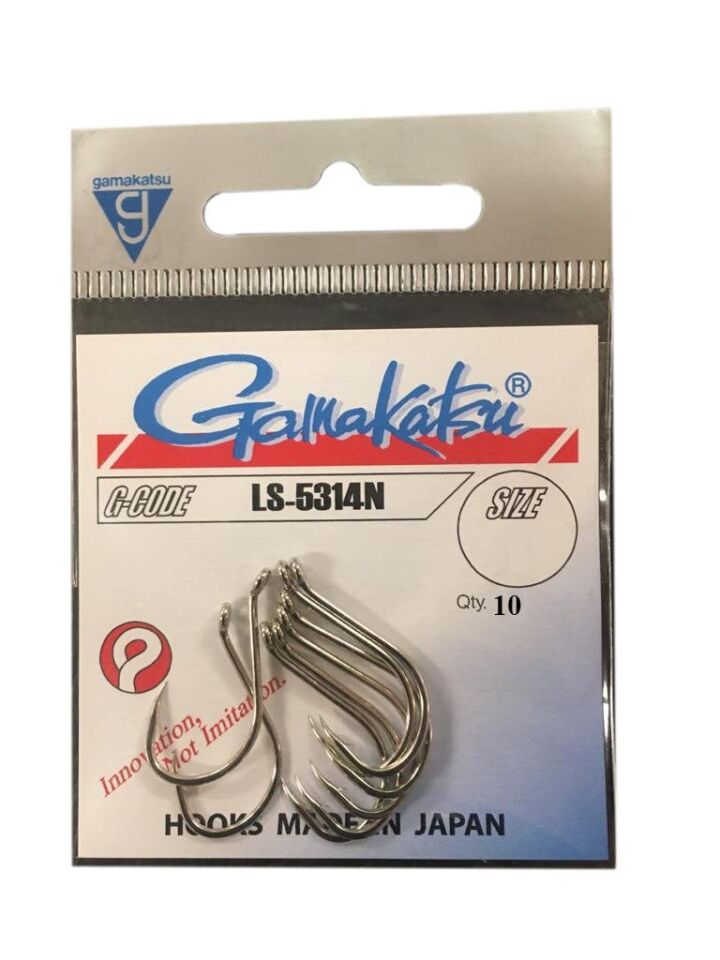 gamakatsu
g
Gamakatsu®
G-CODE
LS-5314N
SIZE
Qty. 10
Innovation,
Not Imitation.
HOOKS MADE IN JAPAN